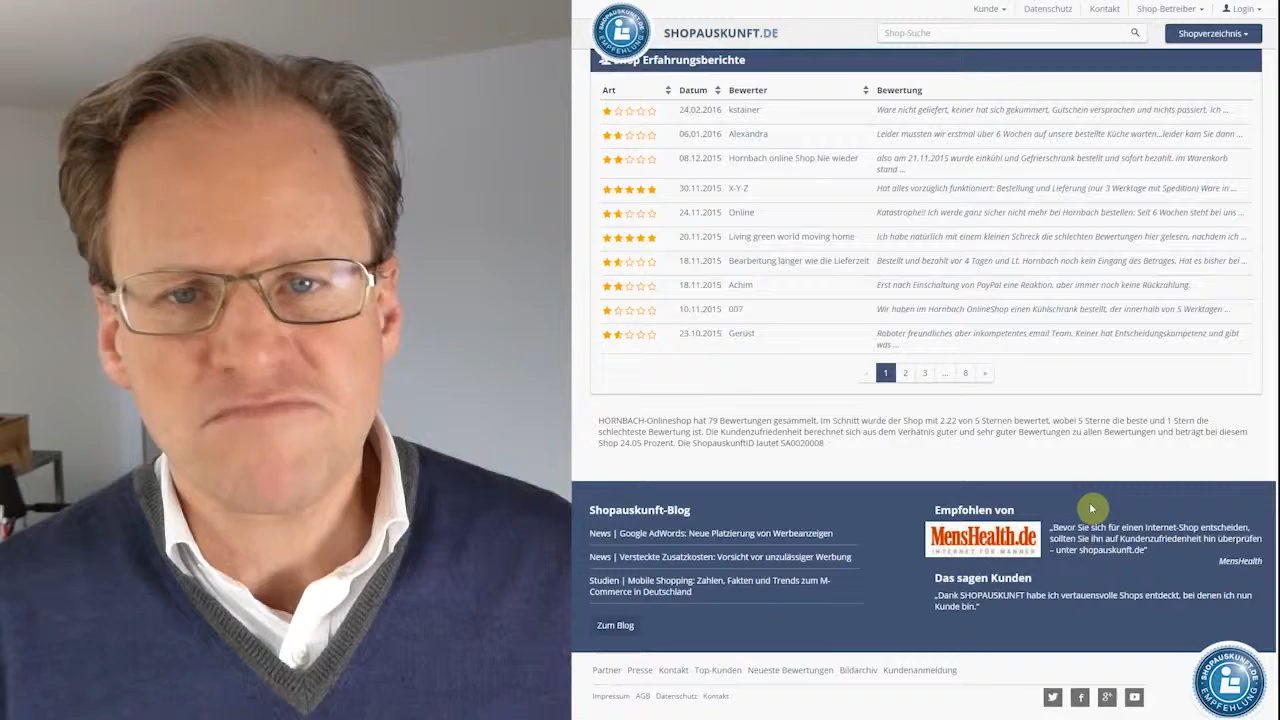 Kunde
Datenschutz
Kontakt
Shop-Betreiber
Login
SHOPAUSKUNFT.DE
EMPFEHLUNG
SHOPAUSKUNFT.DE
Shop-Suche
Shopverzeichnis
Shop Erfahrungsberichte
Art Datum Bewerter Bewertung
24.02.2016 kstainer Ware nicht geliefert, keiner hat sich gekümmert, Gutschein versprochen und nichts passiert. Ich ...
06.01.2016 Alexandra Leider mussten wir erstmal über 6 Wochen auf unsere bestellte Küche warten...leider kam Sie dann ...
08.12.2015 Hornbach online Shop Nie wieder also am 21.11.2015 wurde einkühl und Gefrierschrank bestellt und sofort bezahlt. im Warenkorb
stand ...
30.11.2015 X-Y-Z Hat alles vorzüglich funktioniert: Bestellung und Lieferung (nur 3 Werktage mit Spedition) Ware in ...
24.11.2015 Online Katastrophe!! Ich werde ganz sicher nicht mehr bei Hornbach bestellen: Seit 6 Wochen steht bei uns ...
20.11.2015 Living green world moving home Ich habe natürlich mit einem kleinen Schreck die schlechten Bewertungen hier gelesen, nachdem ich ...
18.11.2015 Bearbeitung länger wie die Lieferzeit Bestellt und bezahlt vor 4 Tagen und Lt. Hornbach noch kein Eingang des Betrages. Hat es bisher bei ...
18.11.2015 Achim Erst nach Einschaltung von PayPal eine Reaktion, aber immer noch keine Rückzahlung.
10.11.2015 007 Wir haben im Hornbach OnlineShop einen Kühlschrank bestellt, der innerhalb von 5 Werktagen ...
23.10.2015 Gerüst Roboter freundliches aber inkompetentes email Team. Keiner hat Entscheidungskompetenz und gibt
was ...
« 1 2 3 ... 8 »
HORNBACH-Onlineshop hat 79 Bewertungen gesammelt. Im Schnitt wurde der Shop mit 2.22 von 5 Sternen bewertet, wobei 5 Sterne die beste und 1 Stern die
schlechteste Bewertung ist. Die Kundenzufriedenheit berechnet sich aus dem Verhältnis guter und sehr guter Bewertungen zu allen Bewertungen und beträgt bei diesem
Shop 24.05 Prozent. Die ShopauskunftID lautet SA0020008
Shopauskunft-Blog
News | Google AdWords: Neue Platzierung von Werbeanzeigen
News | Versteckte Zusatzkosten: Vorsicht vor unzulässiger Werbung
Studien | Mobile Shopping: Zahlen, Fakten und Trends zum M-
Commerce in Deutschland
Zum Blog
Empfohlen von
MensHealth.de
INTERNET FÜR MÄNNER
„Bevor Sie sich für einen Internet-Shop entscheiden,
sollten Sie ihn auf Kundenzufriedenheit hin überprüfen
– unter shopauskunft.de“
MensHealth
Das sagen Kunden
„Dank SHOPAUSKUNFT habe ich vertauensvolle Shops entdeckt, bei denen ich nun
Kunde bin.“
Partner Presse Kontakt Top-Kunden Neueste Bewertungen Bildarchiv Kundenanmeldung
Impressum AGB Datenschutz Kontakt
SHOPAUSKUNFT.DE
EMPFEHLUNG